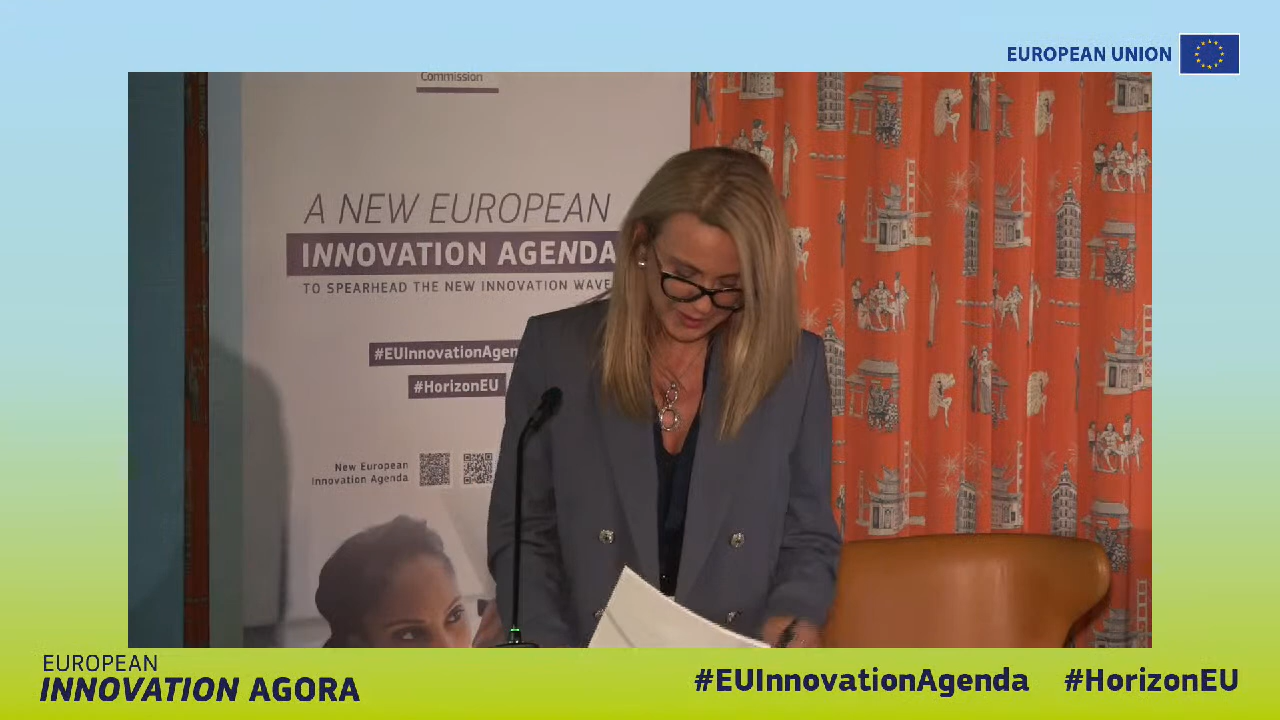 EUROPEAN UNION
Commission
A NEW EUROPEAN
INNOVATION AGENDA
TO SPEARHEAD THE NEW INNOVATION WAVE
#EUInnovationAgen
#HorizonEU
New European
Innovation Agenda
EUROPEAN
INNOVATION AGORA
#EUInnovationAgenda #HorizonEU